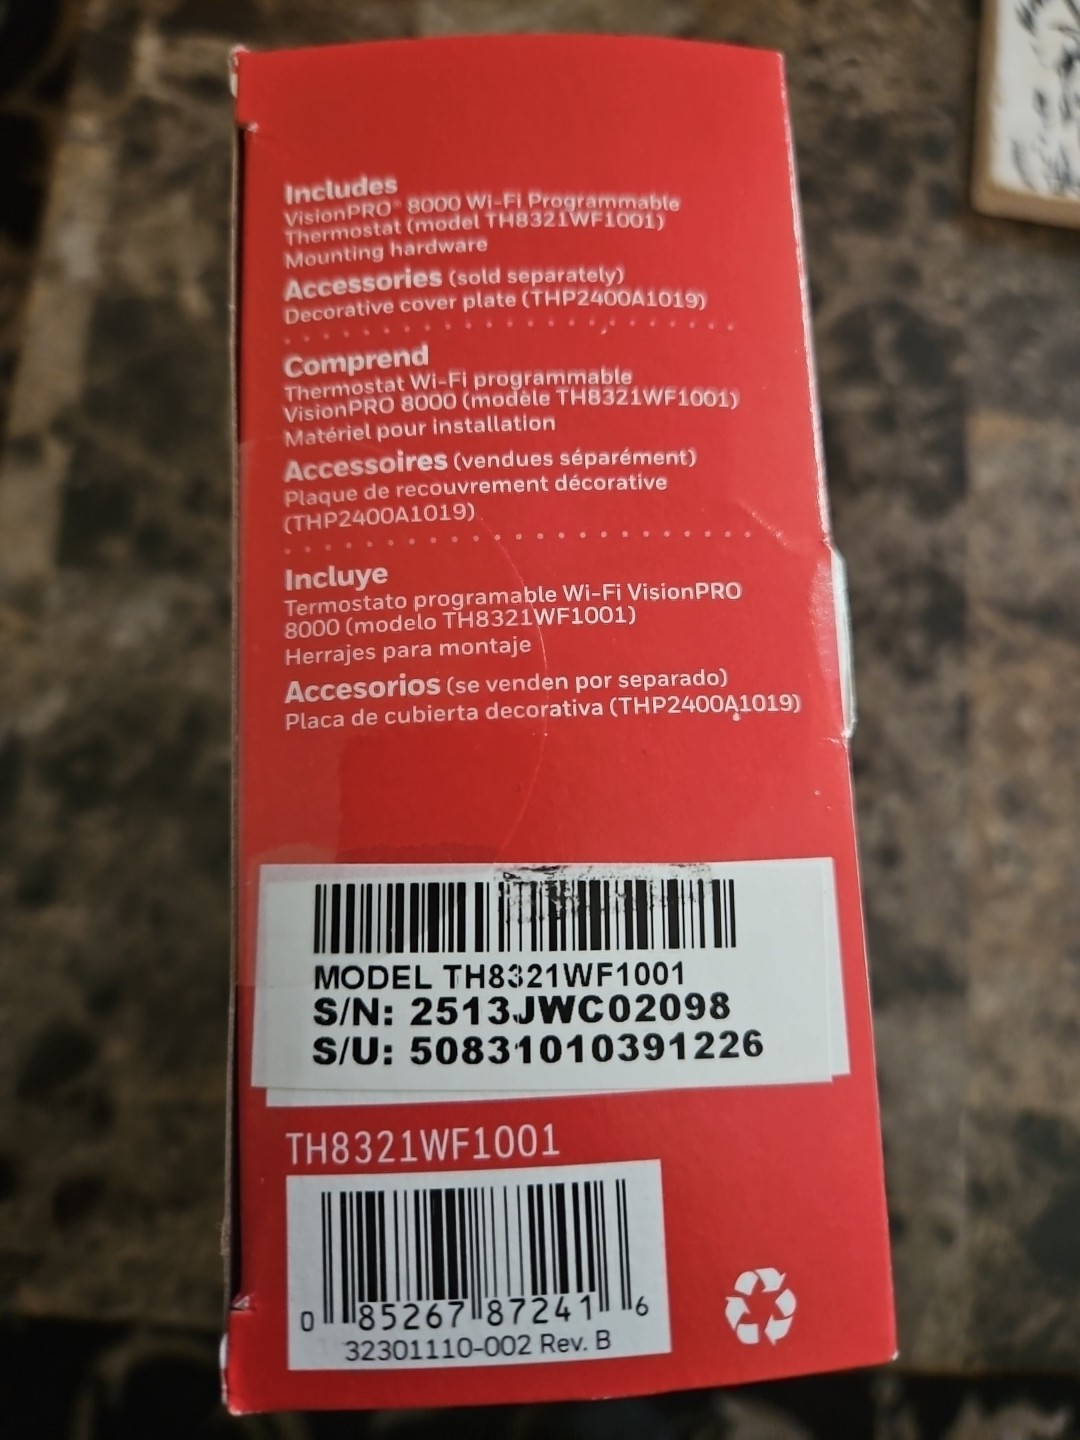 Includes
VisionPRO® 8000 Wi-Fi Programmable
Thermostat (model TH8321WF1001)
Mounting hardware
Accessories (sold separately)
Decorative cover plate (THP2400A1019)
Comprend
Thermostat Wi-Fi programmable
VisionPRO 8000 (modèle TH8321WF1001)
Matériel pour installation
Accessoires (vendues séparément)
Plaque de recouvrement décorative
(THP2400A1019)
Incluye
Termostato programable Wi-Fi VisionPRO
8000 (modelo TH8321WF1001)
Herrajes para montaje
Accesorios (se venden por separado)
Placa de cubierta decorativa (THP2400A1019)
MODEL TH8321WF1001
S/N: 2513JWC02098
S/U: 50831010391226
TH8321WF1001
0 85267 87241 6
32301110-002 Rev. B